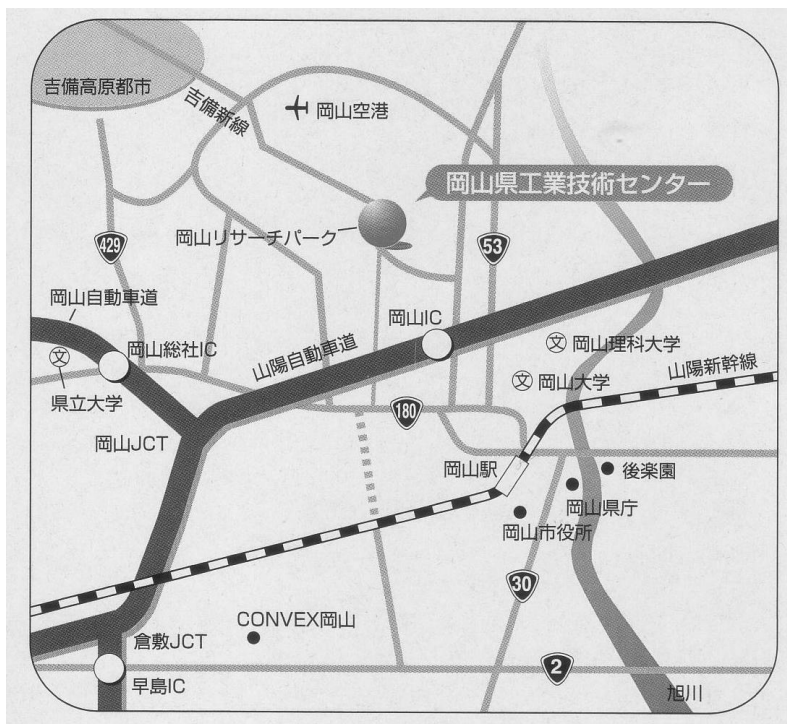 吉備高原都市
吉備新線
岡山空港
岡山県工業技術センター
岡山リサーチパーク
429
53
岡山自動車道
岡山IC
文
岡山総社IC
山陽自動車道
文
岡山理科大学
山陽新幹線
文
岡山大学
県立大学
180
岡山JCT
岡山駅
後楽園
岡山県庁
岡山市役所
30
CONVEX岡山
倉敷JCT
2
早島IC
旭川